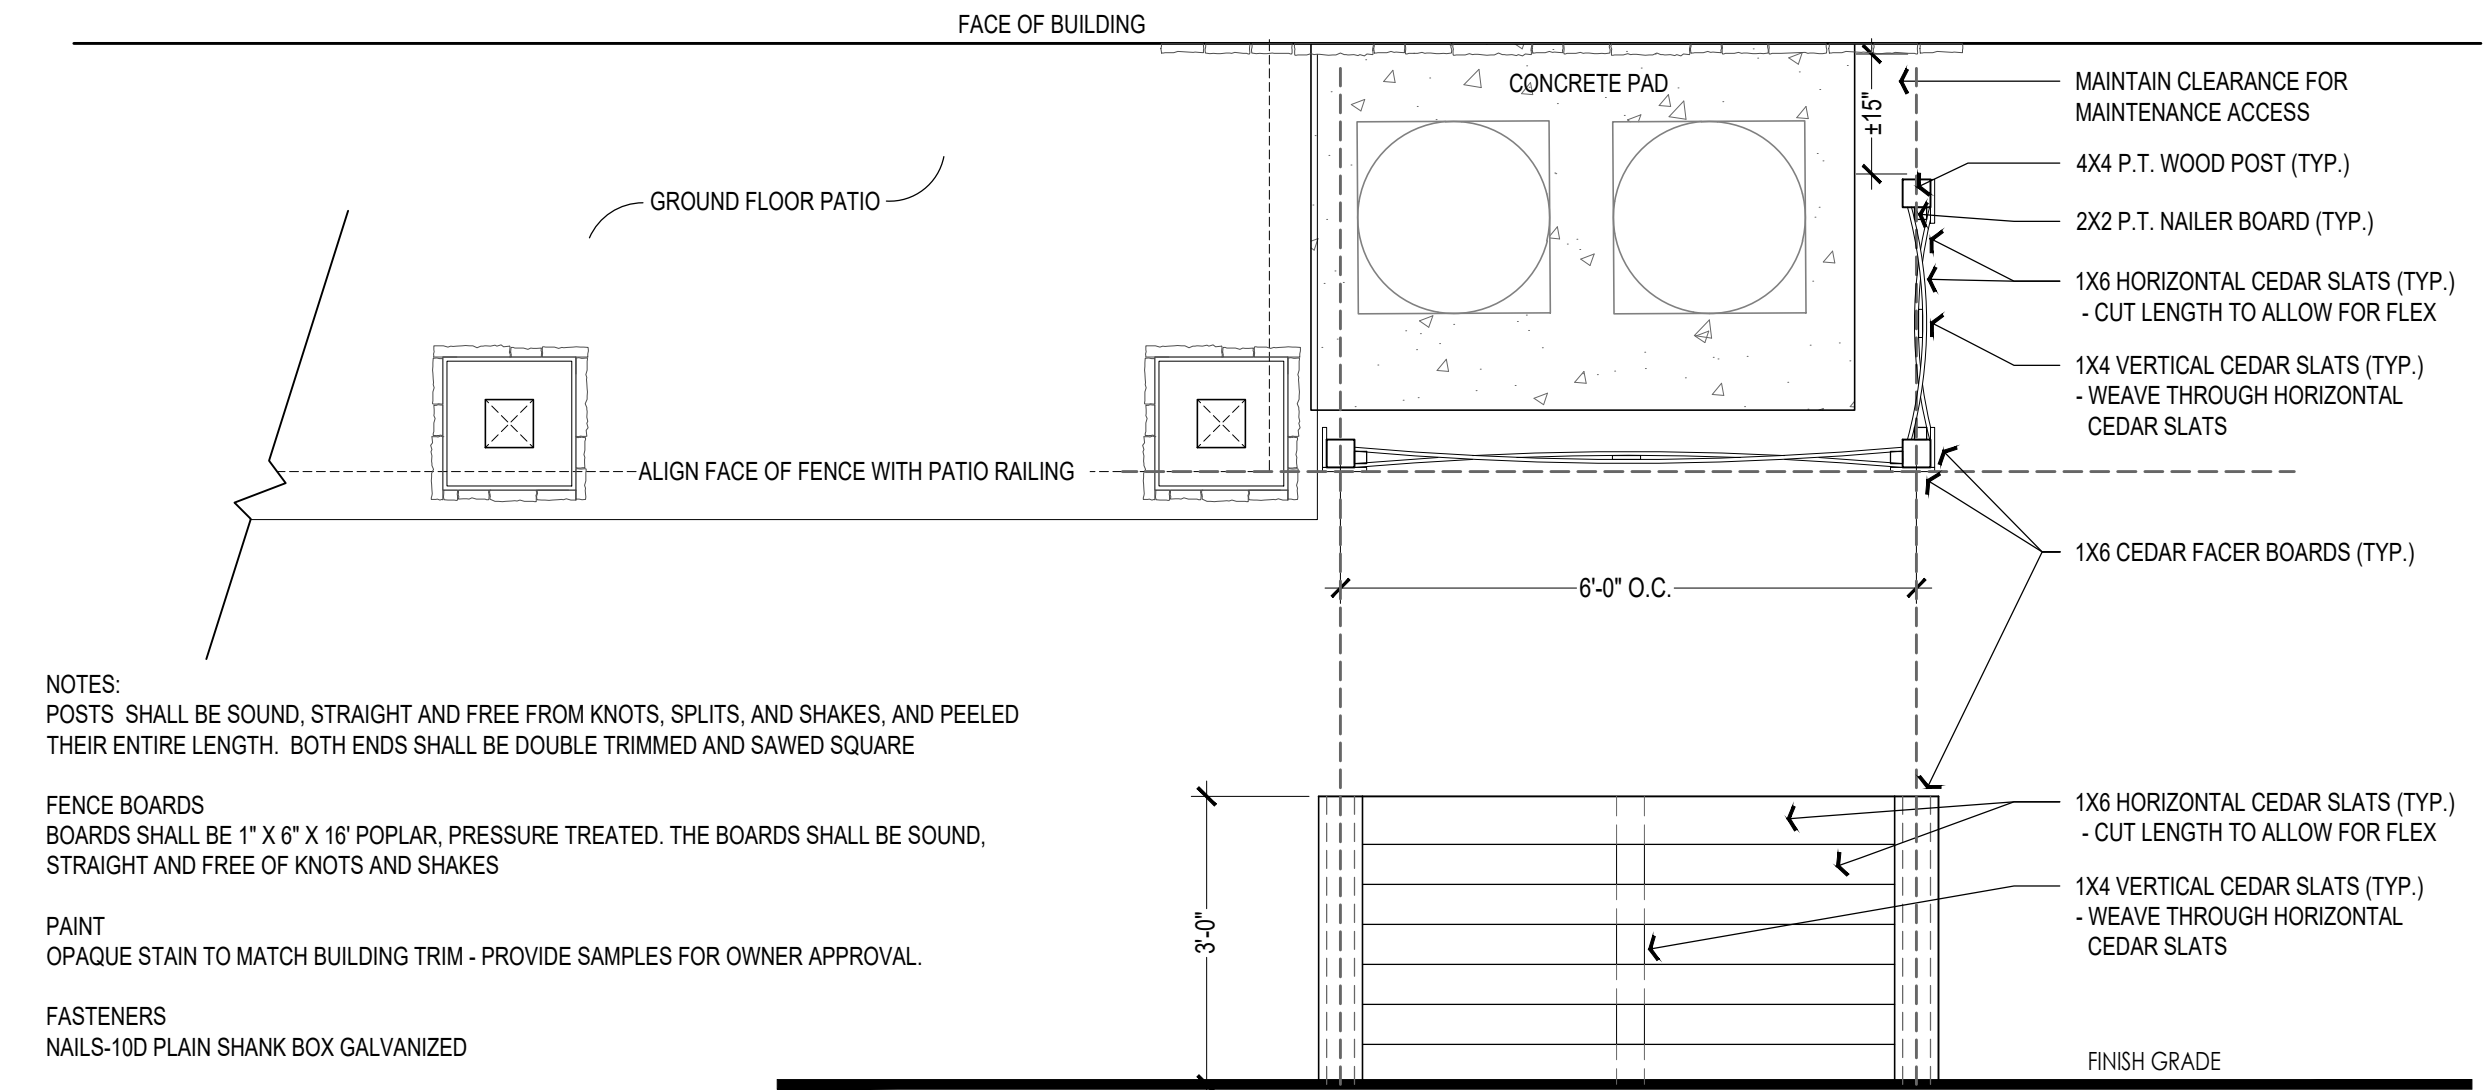 FACE OF BUILDING
CONCRETE PAD
±15"
MAINTAIN CLEARANCE FOR
MAINTENANCE ACCESS
4X4 P.T. WOOD POST (TYP.)
GROUND FLOOR PATIO
2X2 P.T. NAILER BOARD (TYP.)
1X6 HORIZONTAL CEDAR SLATS (TYP.)
- CUT LENGTH TO ALLOW FOR FLEX
1X4 VERTICAL CEDAR SLATS (TYP.)
- WEAVE THROUGH HORIZONTAL
CEDAR SLATS
ALIGN FACE OF FENCE WITH PATIO RAILING
1X6 CEDAR FACER BOARDS (TYP.)
6'-0" O.C.
NOTES:
POSTS SHALL BE SOUND, STRAIGHT AND FREE FROM KNOTS, SPLITS, AND SHAKES, AND PEELED
THEIR ENTIRE LENGTH. BOTH ENDS SHALL BE DOUBLE TRIMMED AND SAWED SQUARE
FENCE BOARDS
BOARDS SHALL BE 1" X 6" X 16' POPLAR, PRESSURE TREATED. THE BOARDS SHALL BE SOUND,
STRAIGHT AND FREE OF KNOTS AND SHAKES
PAINT
OPAQUE STAIN TO MATCH BUILDING TRIM - PROVIDE SAMPLES FOR OWNER APPROVAL.
FASTENERS
NAILS-10D PLAIN SHANK BOX GALVANIZED
3'-0"
1X6 HORIZONTAL CEDAR SLATS (TYP.)
- CUT LENGTH TO ALLOW FOR FLEX
1X4 VERTICAL CEDAR SLATS (TYP.)
- WEAVE THROUGH HORIZONTAL
CEDAR SLATS
FINISH GRADE